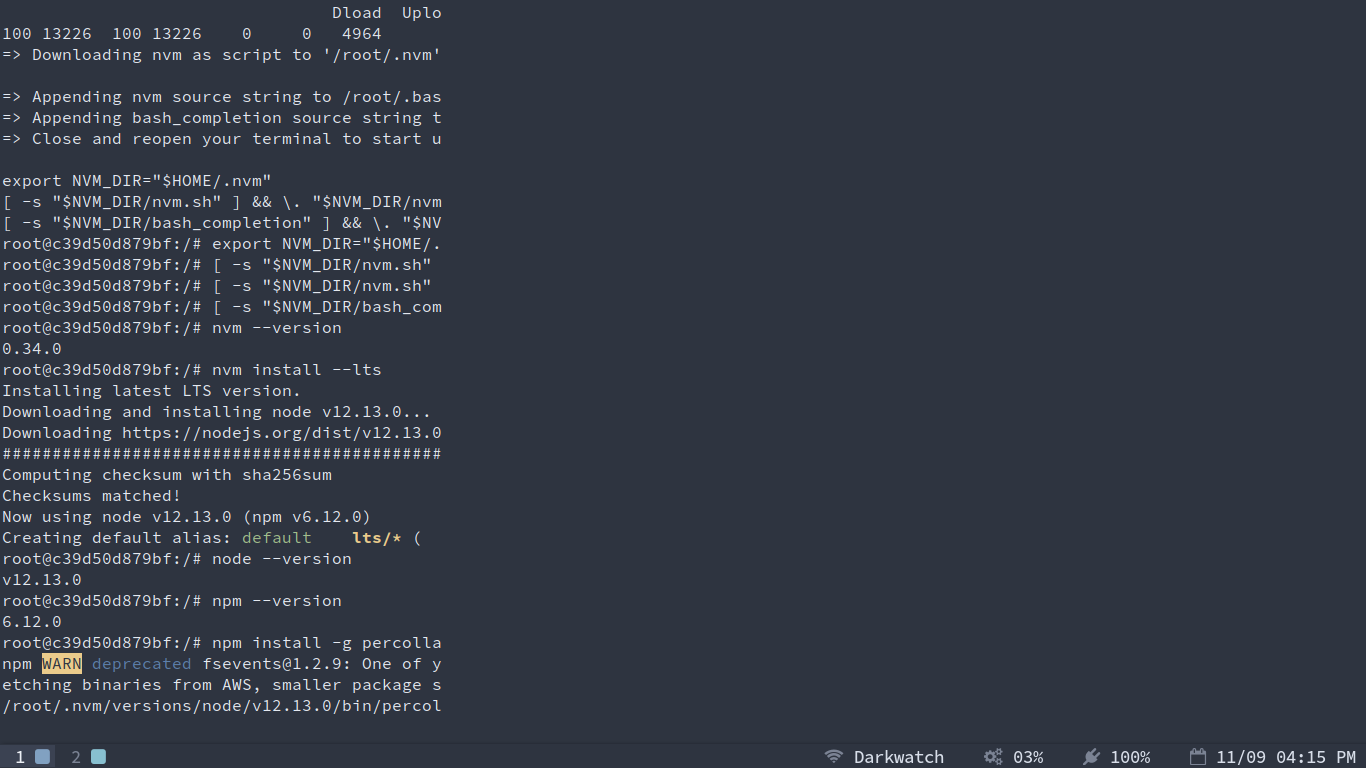 Dload  Uplo
100 13226  100 13226    0     0   4964
=> Downloading nvm as script to '/root/.nvm'
=> Appending nvm source string to /root/.bas
=> Appending bash_completion source string t
=> Close and reopen your terminal to start u
export NVM_DIR="$HOME/.nvm"
[ -s "$NVM_DIR/nvm.sh" ] && \. "$NVM_DIR/nvm
[ -s "$NVM_DIR/bash_completion" ] && \. "$NV
root@c39d50d879bf:/# export NVM_DIR="$HOME/.
root@c39d50d879bf:/# [ -s "$NVM_DIR/nvm.sh"
root@c39d50d879bf:/# [ -s "$NVM_DIR/nvm.sh"
root@c39d50d879bf:/# [ -s "$NVM_DIR/bash_com
root@c39d50d879bf:/# nvm --version
0.34.0
root@c39d50d879bf:/# nvm install --lts
Installing latest LTS version.
Downloading and installing node v12.13.0...
Downloading https://nodejs.org/dist/v12.13.0
############################################
Computing checksum with sha256sum
Checksums matched!
Now using node v12.13.0 (npm v6.12.0)
Creating default alias: default    lts/* (
root@c39d50d879bf:/# node --version
v12.13.0
root@c39d50d879bf:/# npm --version
6.12.0
root@c39d50d879bf:/# npm install -g percolla
npm WARN deprecated fsevents@1.2.9: One of y
etching binaries from AWS, smaller package s
/root/.nvm/versions/node/v12.13.0/bin/percol
1 2 Darkwatch 03% 100% 11/09 04:15 PM